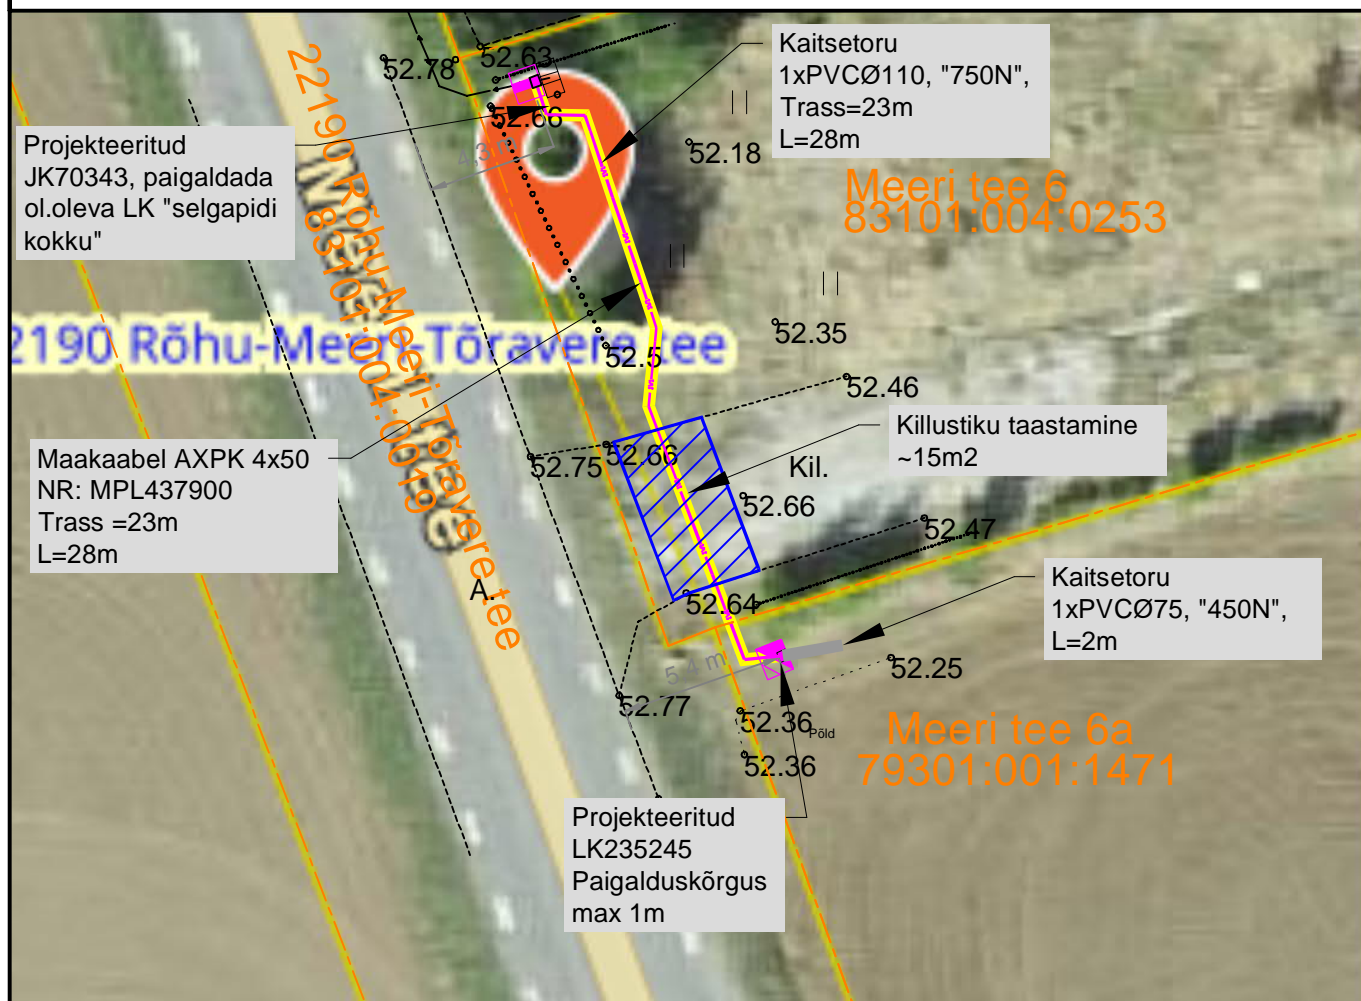 Kaitsetoru
1xPVCØ110, "750N",
Trass=23m
L=28m
52.78
52.63
52.66
4,3 m
52.18
Projekteeritud
JK70343, paigaldada
ol.oleva LK "selgapidi
kokku"
Meeri tee 6
83101:004:0253
22190 Rõhu-Meeri-Tõravere tee
83101:004:0019
Meeri tee
2190 Rõhu-Meeri-Tõravere tee
52.35
52.5
52.46
Killustiku taastamine
~15m2
Maakaabel AXPK 4x50
NR: MPL437900
Trass =23m
L=28m
52.75
52.66
Kil.
52.66
52.47
A.
52.64
Kaitsetoru
1xPVCØ75, "450N",
L=2m
5,4 m
52.25
52.77
52.36
Põld
52.36
Meeri tee 6a
79301:001:1471
Projekteeritud
LK235245
Paigalduskõrgus
max 1m